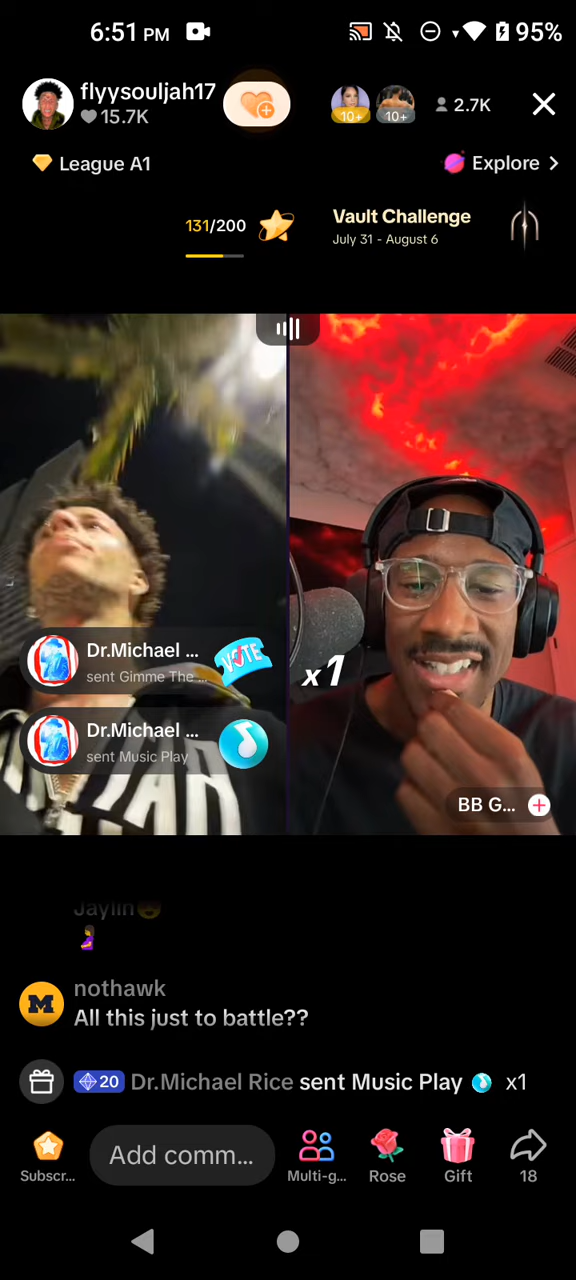 6:51 PM
95%
flyysouljah17
15.7K
10+
10+
2.7K
League A1
Explore >
131/200
Vault Challenge
July 31 - August 6
Dr.Michael ...
sent Gimme The ...
VOTE
Dr.Michael ...
sent Music Play
x1
BB G...
Jaylin
nothawk
M
All this just to battle??
20 Dr.Michael Rice sent Music Play x1
Add comm...
Subscr...
Multi-g...
Rose
Gift
18